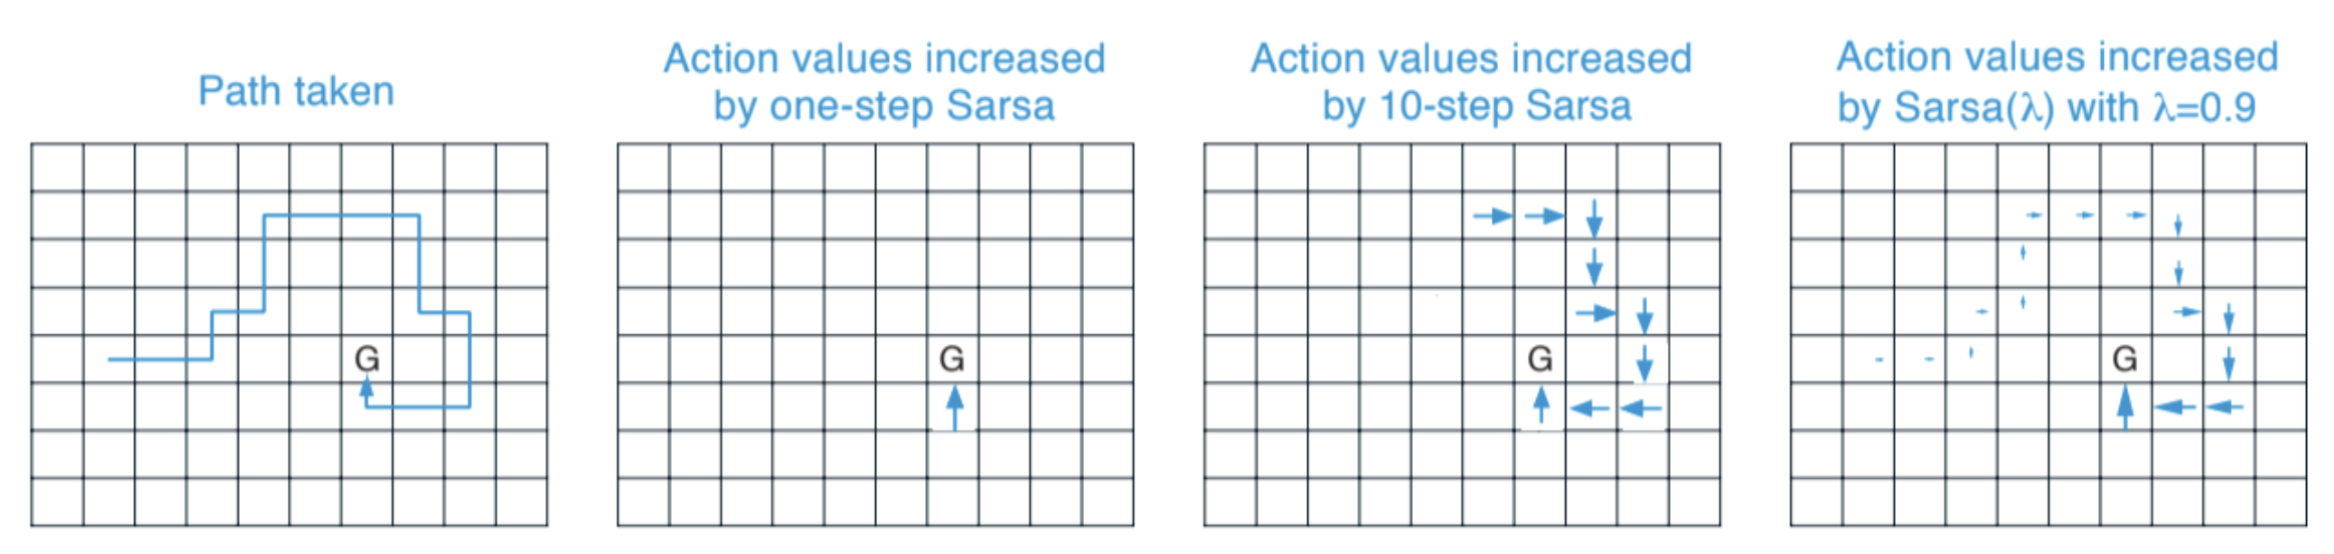 Path taken
Action values increased
by one-step Sarsa
Action values increased
by 10-step Sarsa
Action values increased
by Sarsa(λ) with λ=0.9
G
G
G
G